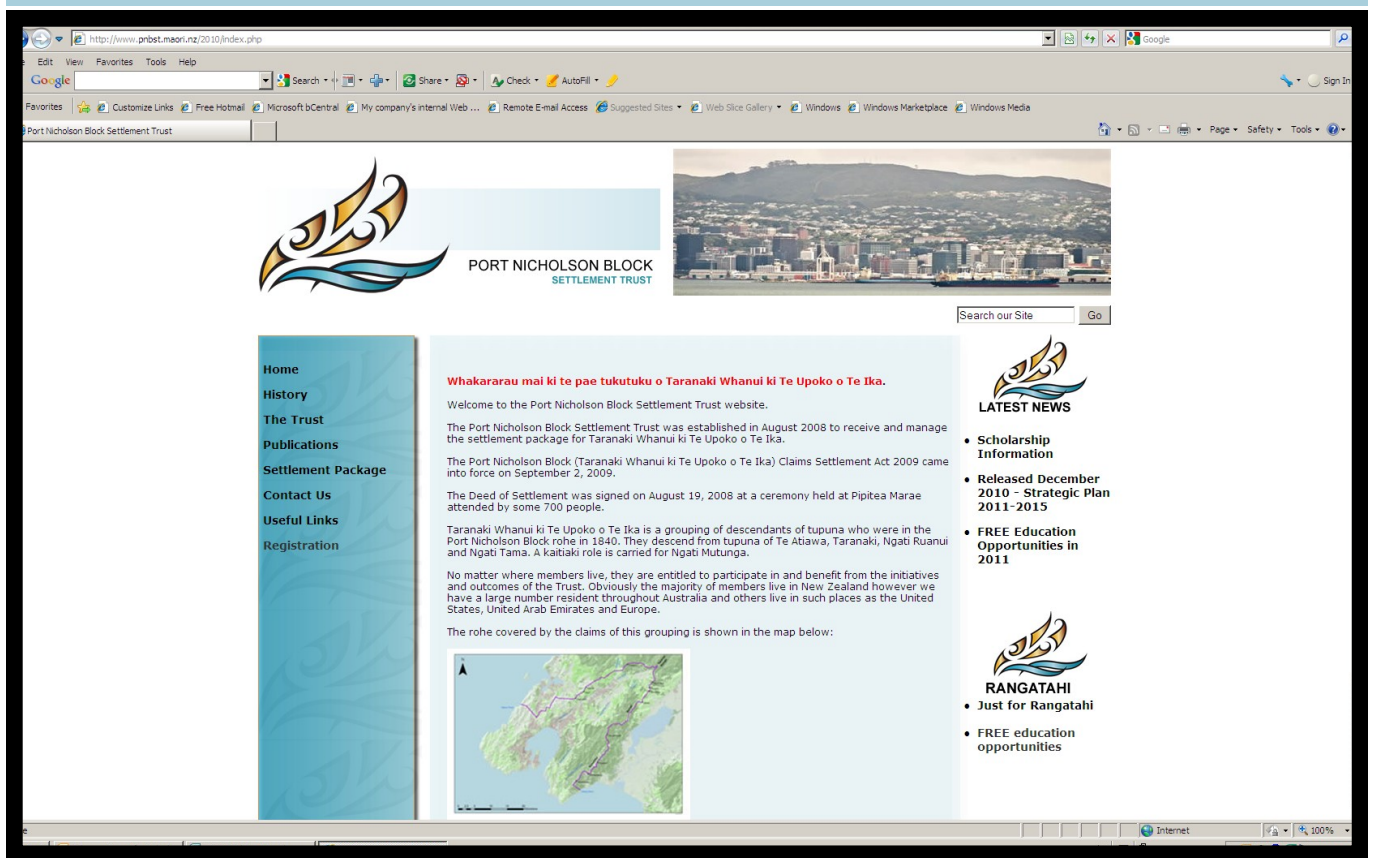 http://www.pnbst.maori.nz/2010/index.php
Google
Edit View Favorites Tools Help
Google Search Share Check AutoFill Sign In
Favorites Customize Links Free Hotmail Microsoft bCentral My company's internal Web ... Remote E-mail Access Suggested Sites Web Slice Gallery Windows Windows Marketplace Windows Media
Port Nicholson Block Settlement Trust
Page Safety Tools
PORT NICHOLSON BLOCK
SETTLEMENT TRUST
Search our Site Go
Home
History
The Trust
Publications
Settlement Package
Contact Us
Useful Links
Registration
Whakararau mai ki te pae tukutuku o Taranaki Whanui ki Te Upoko o Te Ika.
Welcome to the Port Nicholson Block Settlement Trust website.
The Port Nicholson Block Settlement Trust was established in August 2008 to receive and manage
the settlement package for Taranaki Whanui ki Te Upoko o Te Ika.
The Port Nicholson Block (Taranaki Whanui ki Te Upoko o Te Ika) Claims Settlement Act 2009 came
into force on September 2, 2009.
The Deed of Settlement was signed on August 19, 2008 at a ceremony held at Pipitea Marae
attended by some 700 people.
Taranaki Whanui ki Te Upoko o Te Ika is a grouping of descendants of tupuna who were in the
Port Nicholson Block rohe in 1840. They descend from tupuna of Te Atiawa, Taranaki, Ngati Ruanui
and Ngati Tama. A kaitiaki role is carried for Ngati Mutunga.
No matter where members live, they are entitled to participate in and benefit from the initiatives
and outcomes of the Trust. Obviously the majority of members live in New Zealand however we
have a large number resident throughout Australia and others live in such places as the United
States, United Arab Emirates and Europe.
The rohe covered by the claims of this grouping is shown in the map below:
LATEST NEWS
• Scholarship
Information
• Released December
2010 - Strategic Plan
2011-2015
• FREE Education
Opportunities in
2011
RANGATAHI
• Just for Rangatahi
• FREE education
opportunities
Internet 100%